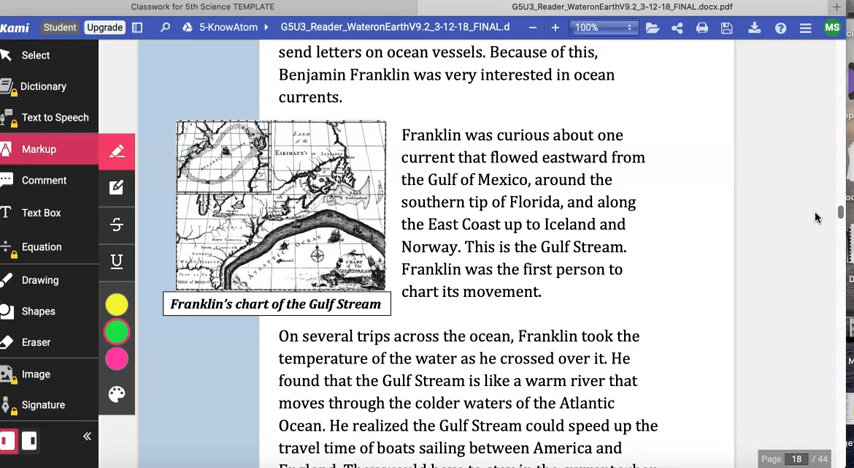 Classwork for 5th Science TEMPLATE
G5U3_Reader_WateronEarthV9.2_3-12-18_FINAL.docx.pdf
Kami
Student
Upgrade
5-KnowAtom
G5U3_Reader_WateronEarthV9.2_3-12-18_FINAL.d
100%
MS
Select
Dictionary
Text to Speech
Markup
Comment
Text Box
Equation
Drawing
Shapes
Eraser
Image
Signature
send letters on ocean vessels. Because of this,
Benjamin Franklin was very interested in ocean
currents.
Franklin was curious about one
current that flowed eastward from
the Gulf of Mexico, around the
southern tip of Florida, and along
the East Coast up to Iceland and
Norway. This is the Gulf Stream.
Franklin was the first person to
chart its movement.
LAND
of the
ATLANTIC OCEAN
Franklin's chart of the Gulf Stream
On several trips across the ocean, Franklin took the
temperature of the water as he crossed over it. He
found that the Gulf Stream is like a warm river that
moves through the colder waters of the Atlantic
Ocean. He realized the Gulf Stream could speed up the
travel time of boats sailing between America and
Page 18 / 44